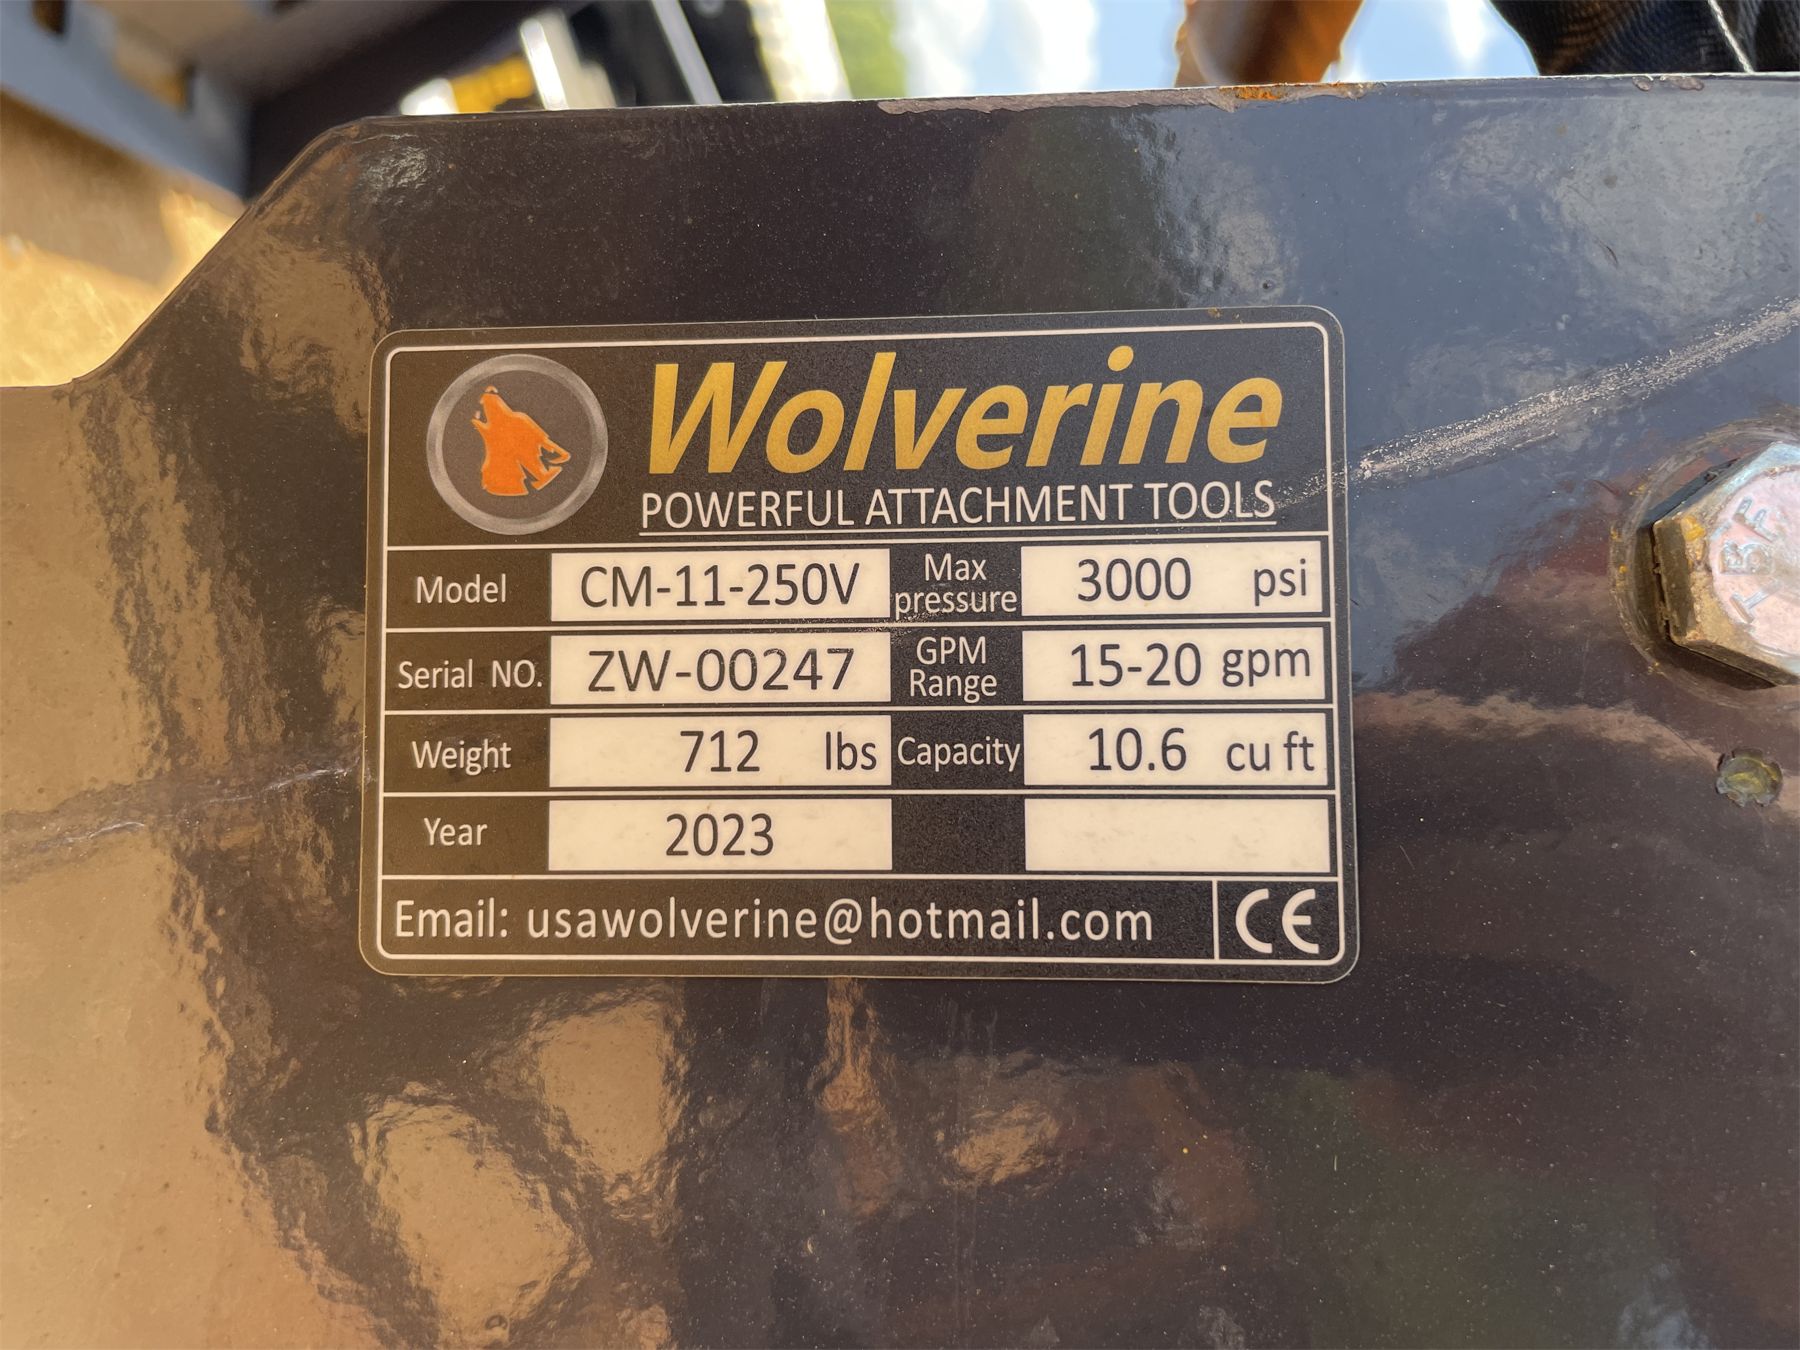 Wolverine
POWERFUL ATTACHMENT TOOLS
Model CM-11-250V Max pressure 3000 psi
Serial NO. ZW-00247 GPM Range 15-20 gpm
Weight 712 lbs Capacity 10.6 cu ft
Year 2023
Email: usawolverine@hotmail.com CE